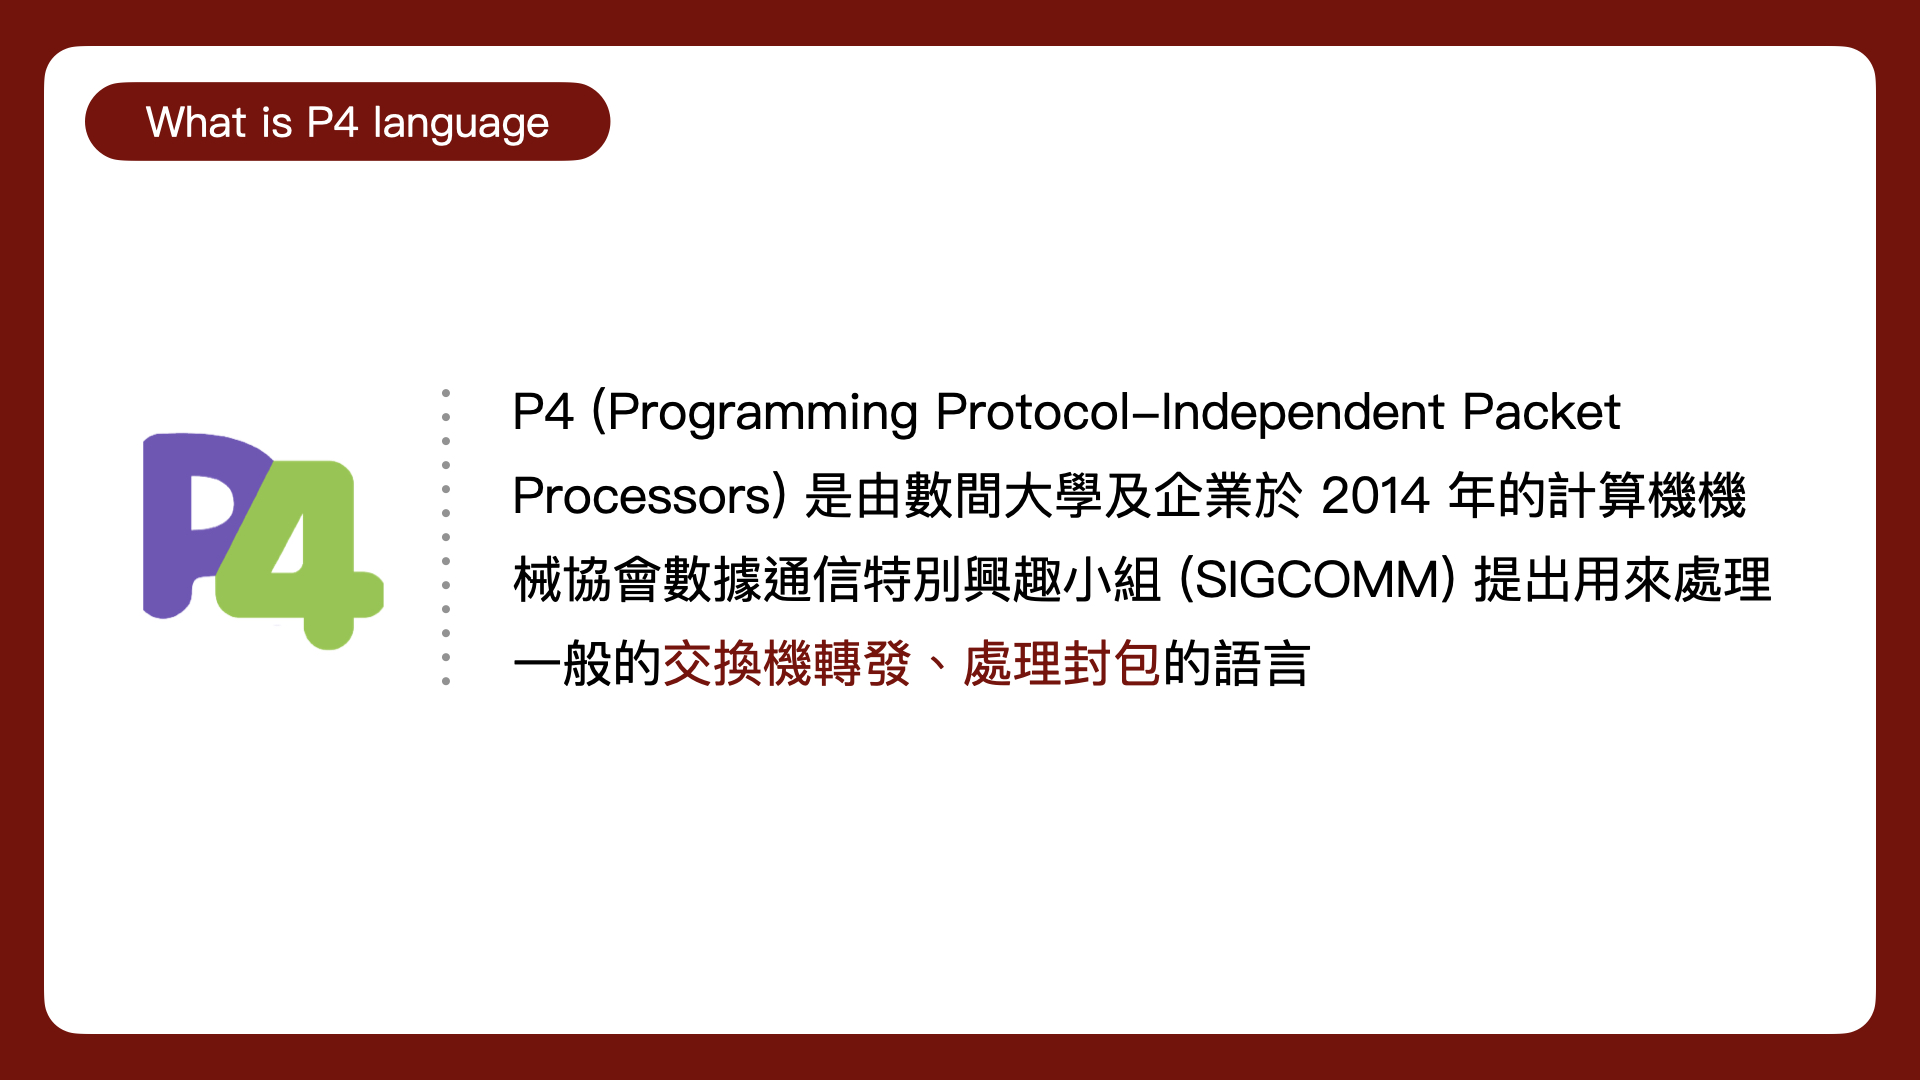 What is P4 language
P4
P4 (Programming Protocol-Independent Packet
Processors) 是由數間大學及企業於 2014 年的計算機機
械協會數據通信特別興趣小組 (SIGCOMM) 提出用來處理
一般的交換機轉發、處理封包的語言